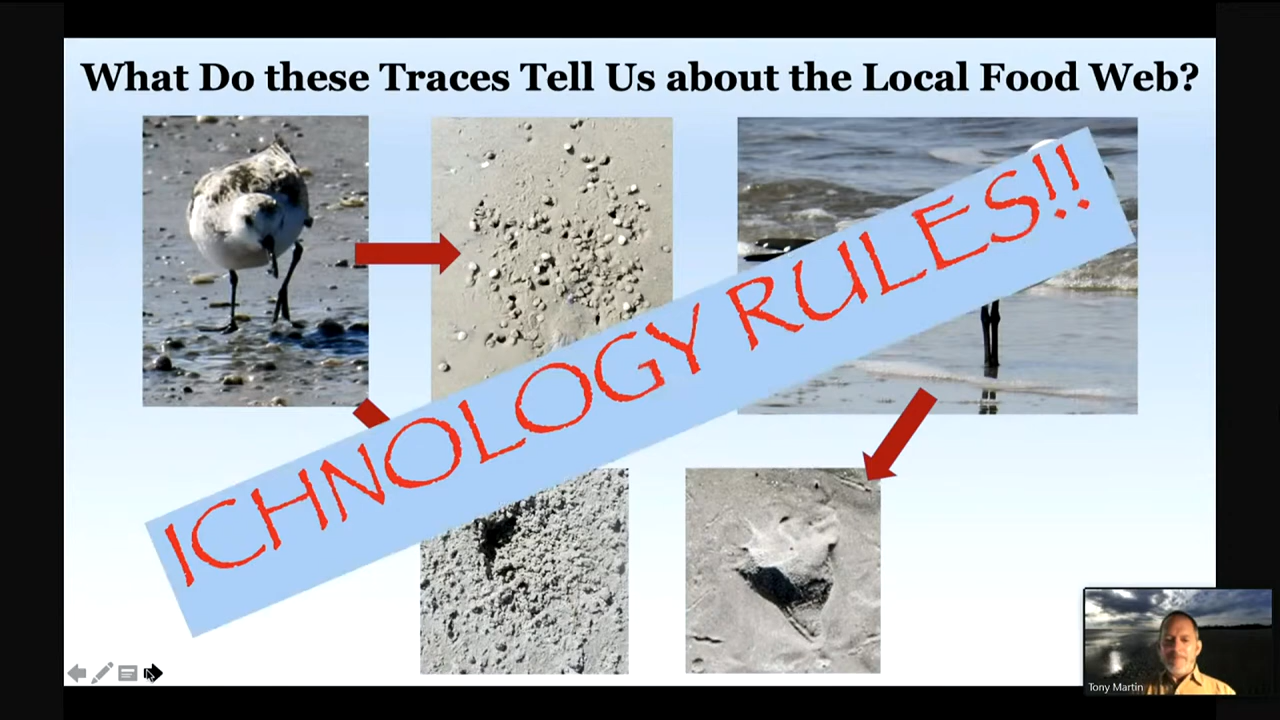 What Do these Traces Tell Us about the Local Food Web?
ICHNOLOGY RULES!!
Tony Martin